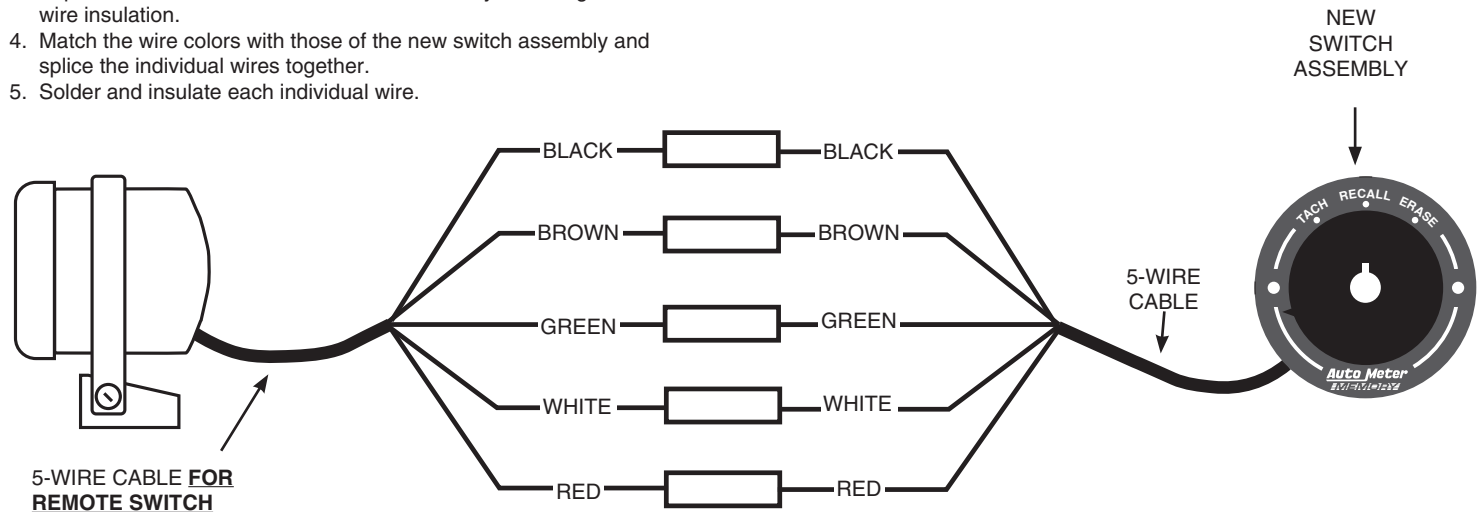 wire insulation.
4. Match the wire colors with those of the new switch assembly and
splice the individual wires together.
5. Solder and insulate each individual wire.
NEW
SWITCH
ASSEMBLY
BLACK BLACK
BROWN BROWN
GREEN GREEN
WHITE WHITE
RED RED
5-WIRE
CABLE
TACH RECALL ERASE
Auto Meter
MEMORY
5-WIRE CABLE FOR
REMOTE SWITCH